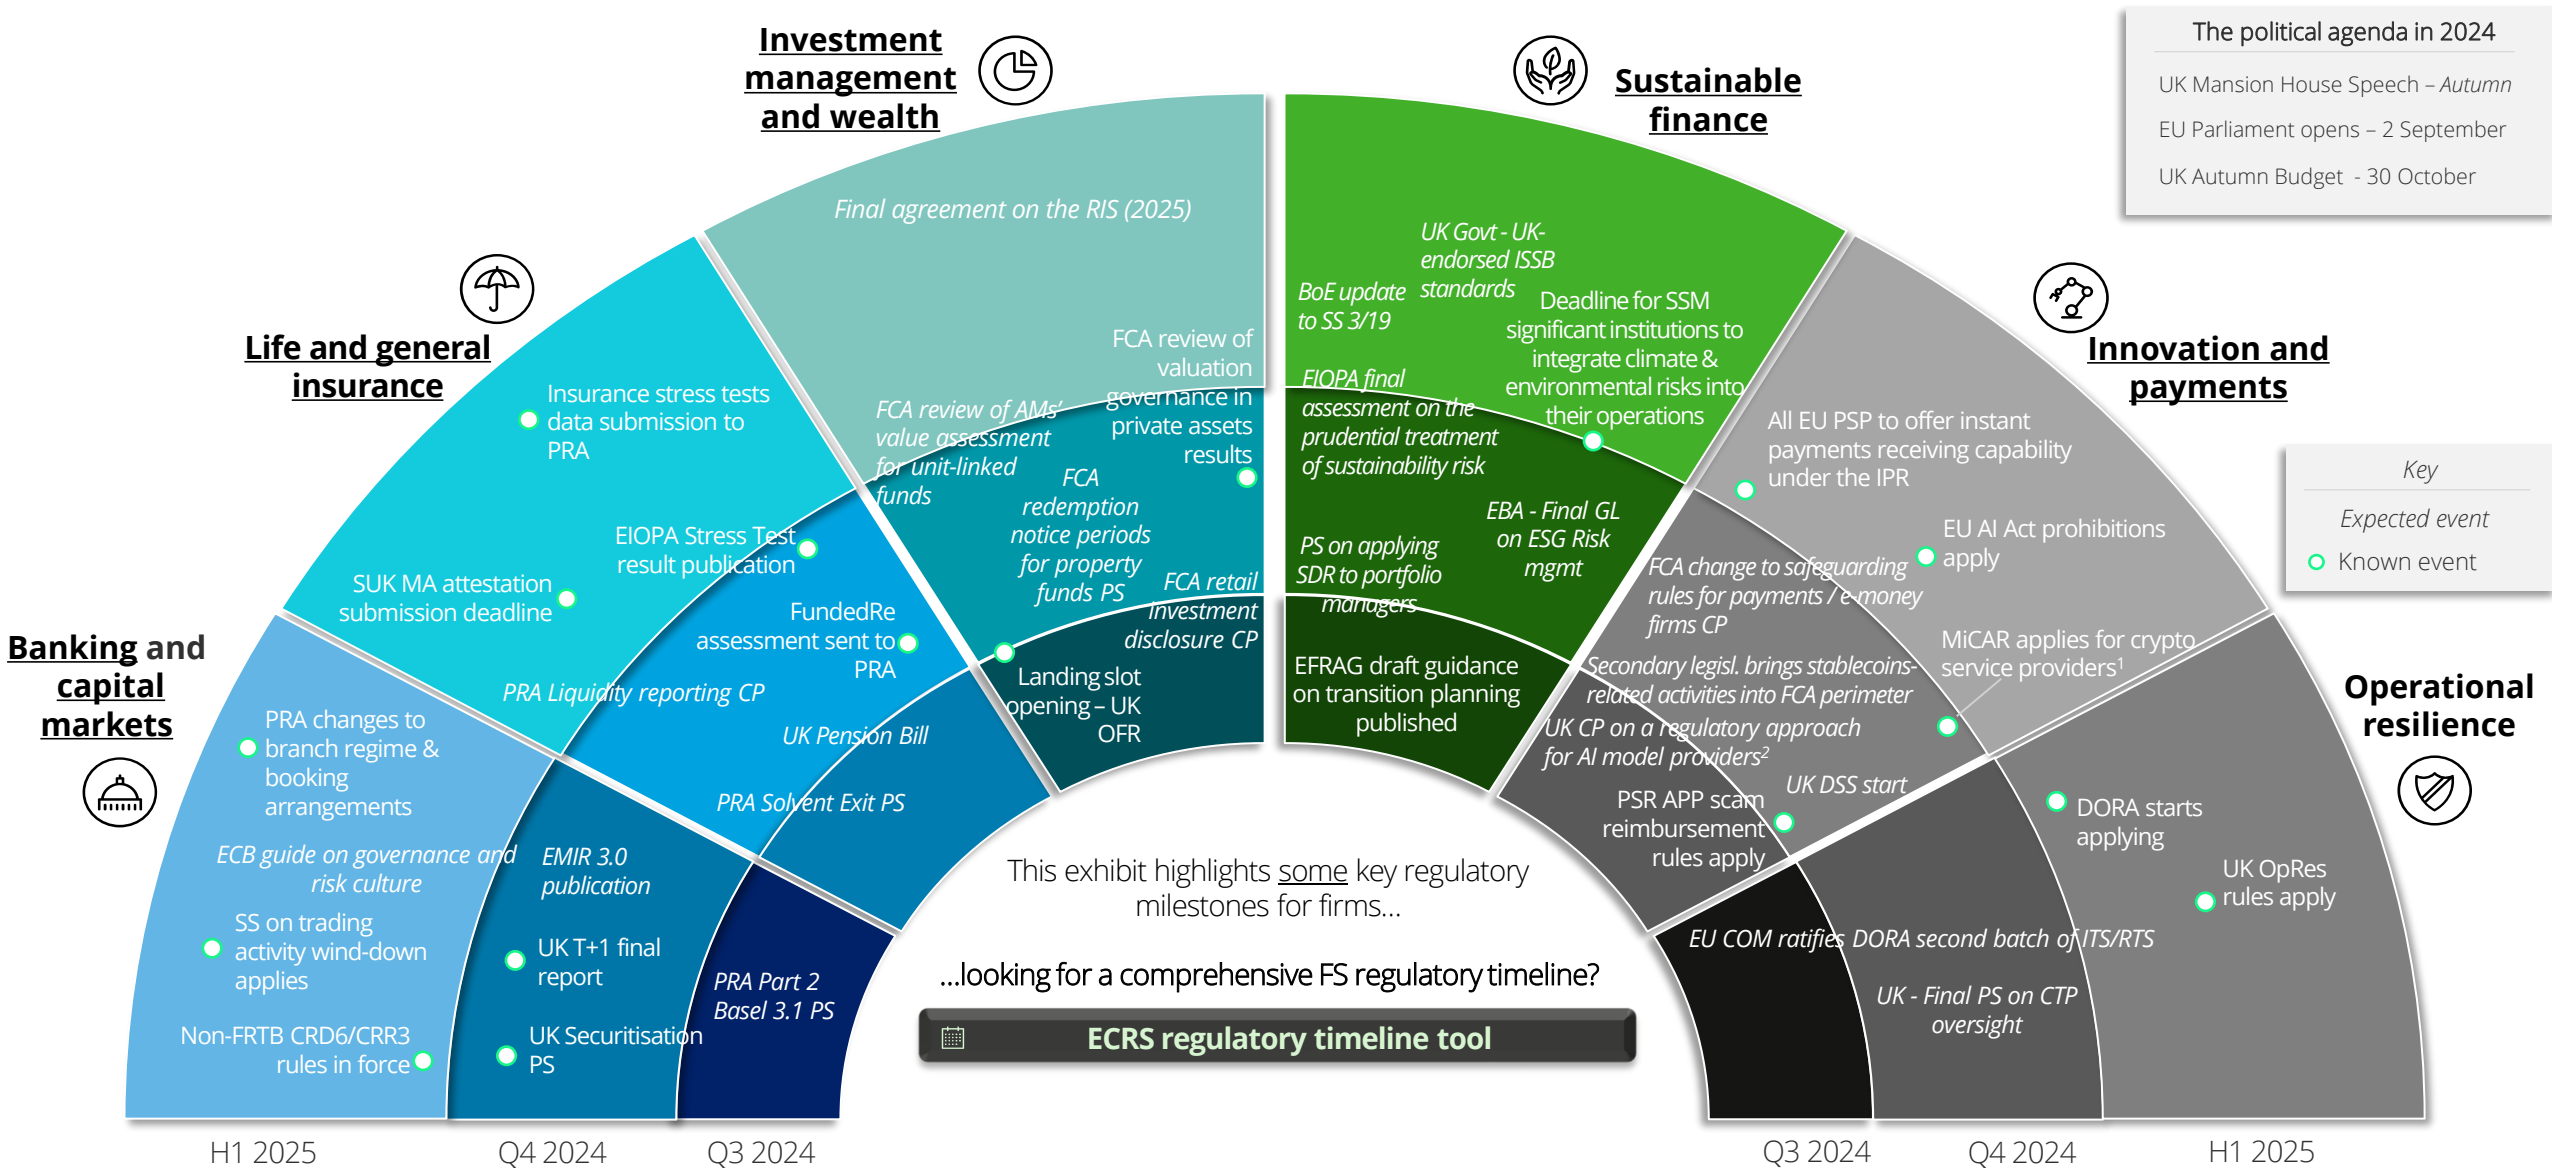 The political agenda in 2024
UK Mansion House Speech – Autumn
EU Parliament opens – 2 September
UK Autumn Budget - 30 October
Investment
management
and wealth
Final agreement on the RIS (2025)
FCA review of
valuation
governance in
private assets
results
FCA review of AMs'
value assessment
for unit-linked
funds
FCA
redemption
notice periods
for property
funds PS
FCA retail
investment
disclosure CP
Landing slot
opening – UK
OFR
Sustainable
finance
UK Govt - UK-
endorsed ISSB
standards
BoE update
to SS 3/19
Deadline for SSM
significant institutions to
integrate climate &
environmental risks into
their operations
EIOPA final
assessment on the
prudential treatment
of sustainability risk
EBA - Final GL
on ESG Risk
mgmt
PS on applying
SDR to portfolio
managers
EFRAG draft guidance
on transition planning
published
Life and general
insurance
Insurance stress tests
data submission to
PRA
EIOPA Stress Test
result publication
SUK MA attestation
submission deadline
FundedRe
assessment sent to
PRA
PRA Liquidity reporting CP
UK Pension Bill
PRA Solvent Exit PS
Innovation and
payments
All EU PSP to offer instant
payments receiving capability
under the IPR
EU AI Act prohibitions
apply
FCA change to safeguarding
rules for payments / e-money
firms CP
MiCAR applies for crypto
service providers¹
Secondary legisl. brings stablecoins-
related activities into FCA perimeter
UK CP on a regulatory approach
for AI model providers²
UK DSS start
PSR APP scam
reimbursement
rules apply
Key
Expected event
Known event
Banking and
capital
markets
PRA changes to
branch regime &
booking
arrangements
ECB guide on governance and
risk culture
SS on trading
activity wind-down
applies
Non-FRTB CRD6/CRR3
rules in force
EMIR 3.0
publication
UK T+1 final
report
UK Securitisation
PS
PRA Part 2
Basel 3.1 PS
Operational
resilience
DORA starts
applying
UK OpRes
rules apply
EU COM ratifies DORA second batch of ITS/RTS
UK - Final PS on CTP
oversight
This exhibit highlights some key regulatory
milestones for firms...
...looking for a comprehensive FS regulatory timeline?
ECRS regulatory timeline tool
H1 2025
Q4 2024
Q3 2024
Q3 2024
Q4 2024
H1 2025